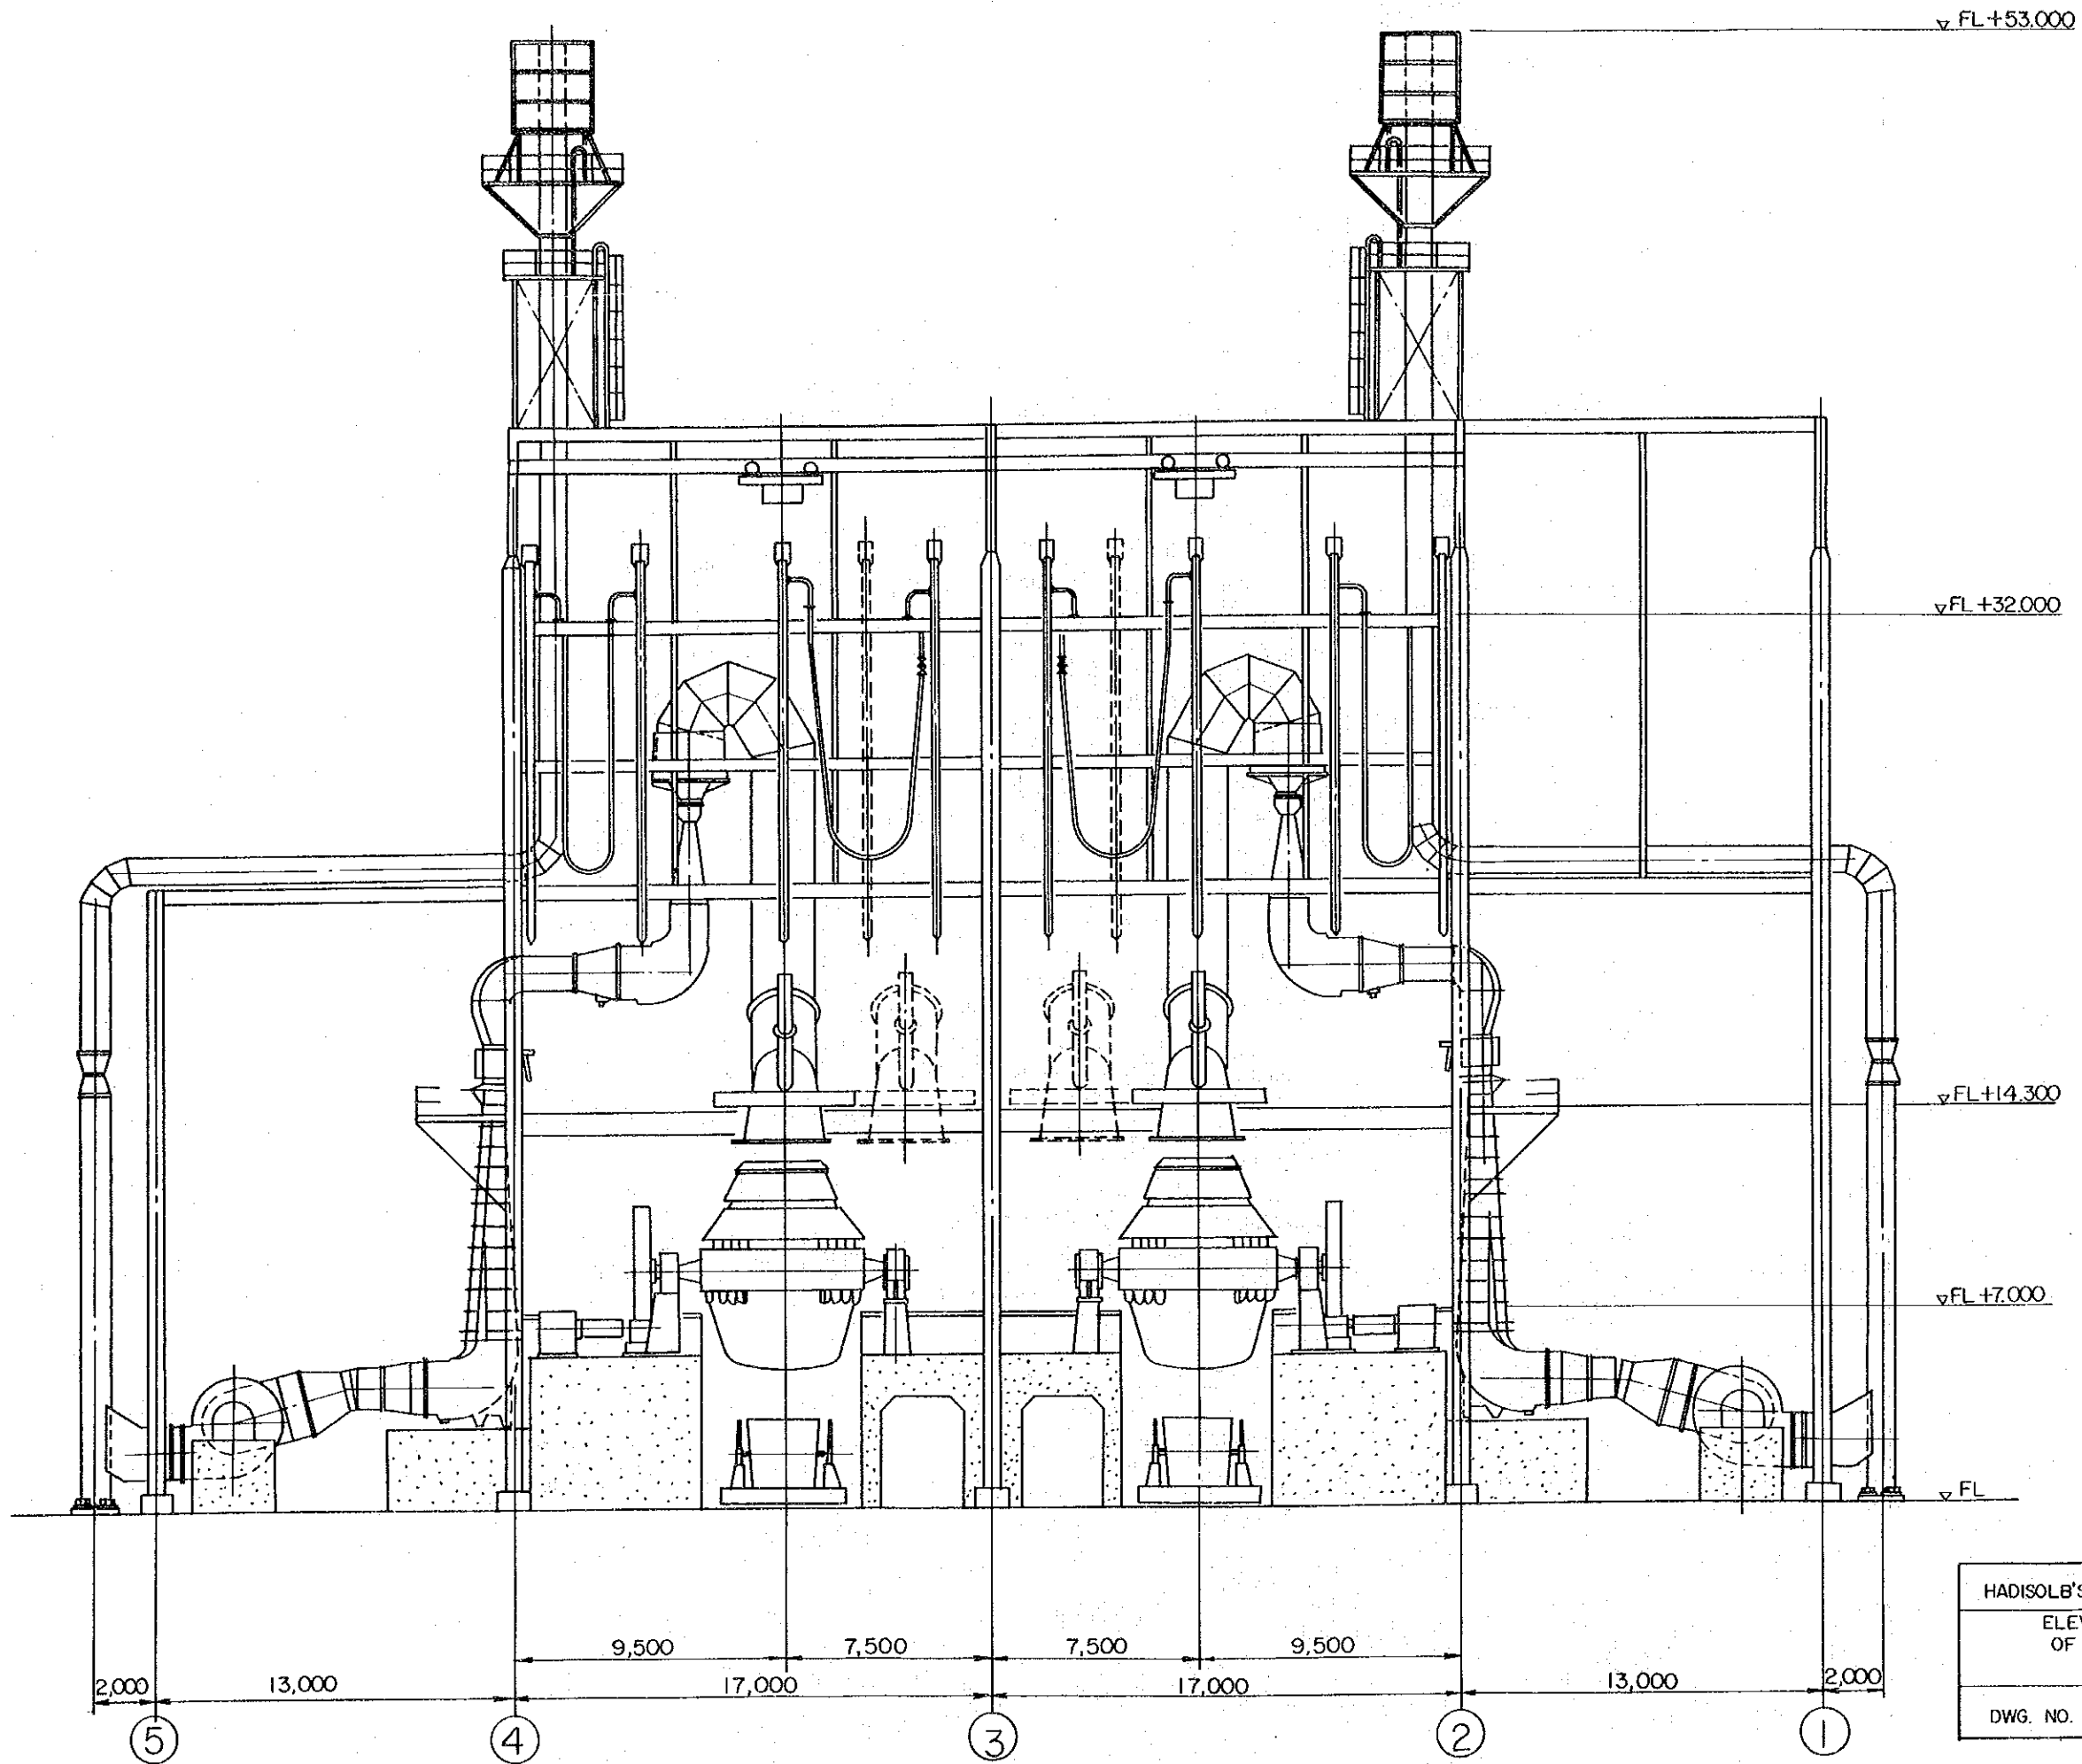 ▽ FL+53.000
▽FL+32.000
▽FL+14.300
▽FL+7.000
▽ FL
HADISOLB'S
OF
DWG. NO.
9,500 7,500 7,500 9,500
2,000 13,000 17,000 17,000 13,000 2,000
5 4 3 2 1